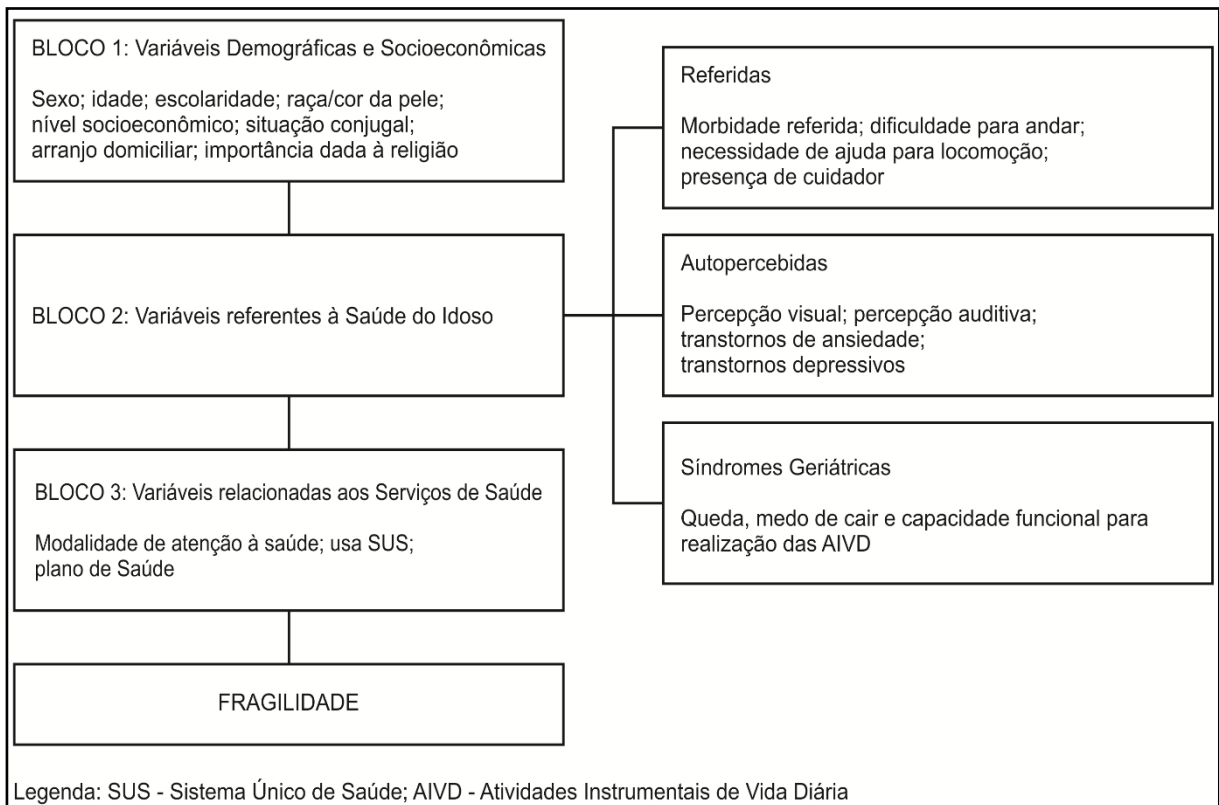 BLOCO 1: Variáveis Demográficas e Socioeconômicas
Sexo; idade; escolaridade; raça/cor da pele;
nível socioeconômico; situação conjugal;
arranjo domiciliar; importância dada à religião
BLOCO 2: Variáveis referentes à Saúde do Idoso
BLOCO 3: Variáveis relacionadas aos Serviços de Saúde
Modalidade de atenção à saúde; usa SUS;
plano de Saúde
FRAGILIDADE
Referidas
Morbidade referida; dificuldade para andar;
necessidade de ajuda para locomoção;
presença de cuidador
Autopercebidas
Percepção visual; percepção auditiva;
transtornos de ansiedade;
transtornos depressivos
Síndromes Geriátricas
Queda, medo de cair e capacidade funcional para
realização das AIVD
Legenda: SUS - Sistema Único de Saúde; AIVD - Atividades Instrumentais de Vida Diária